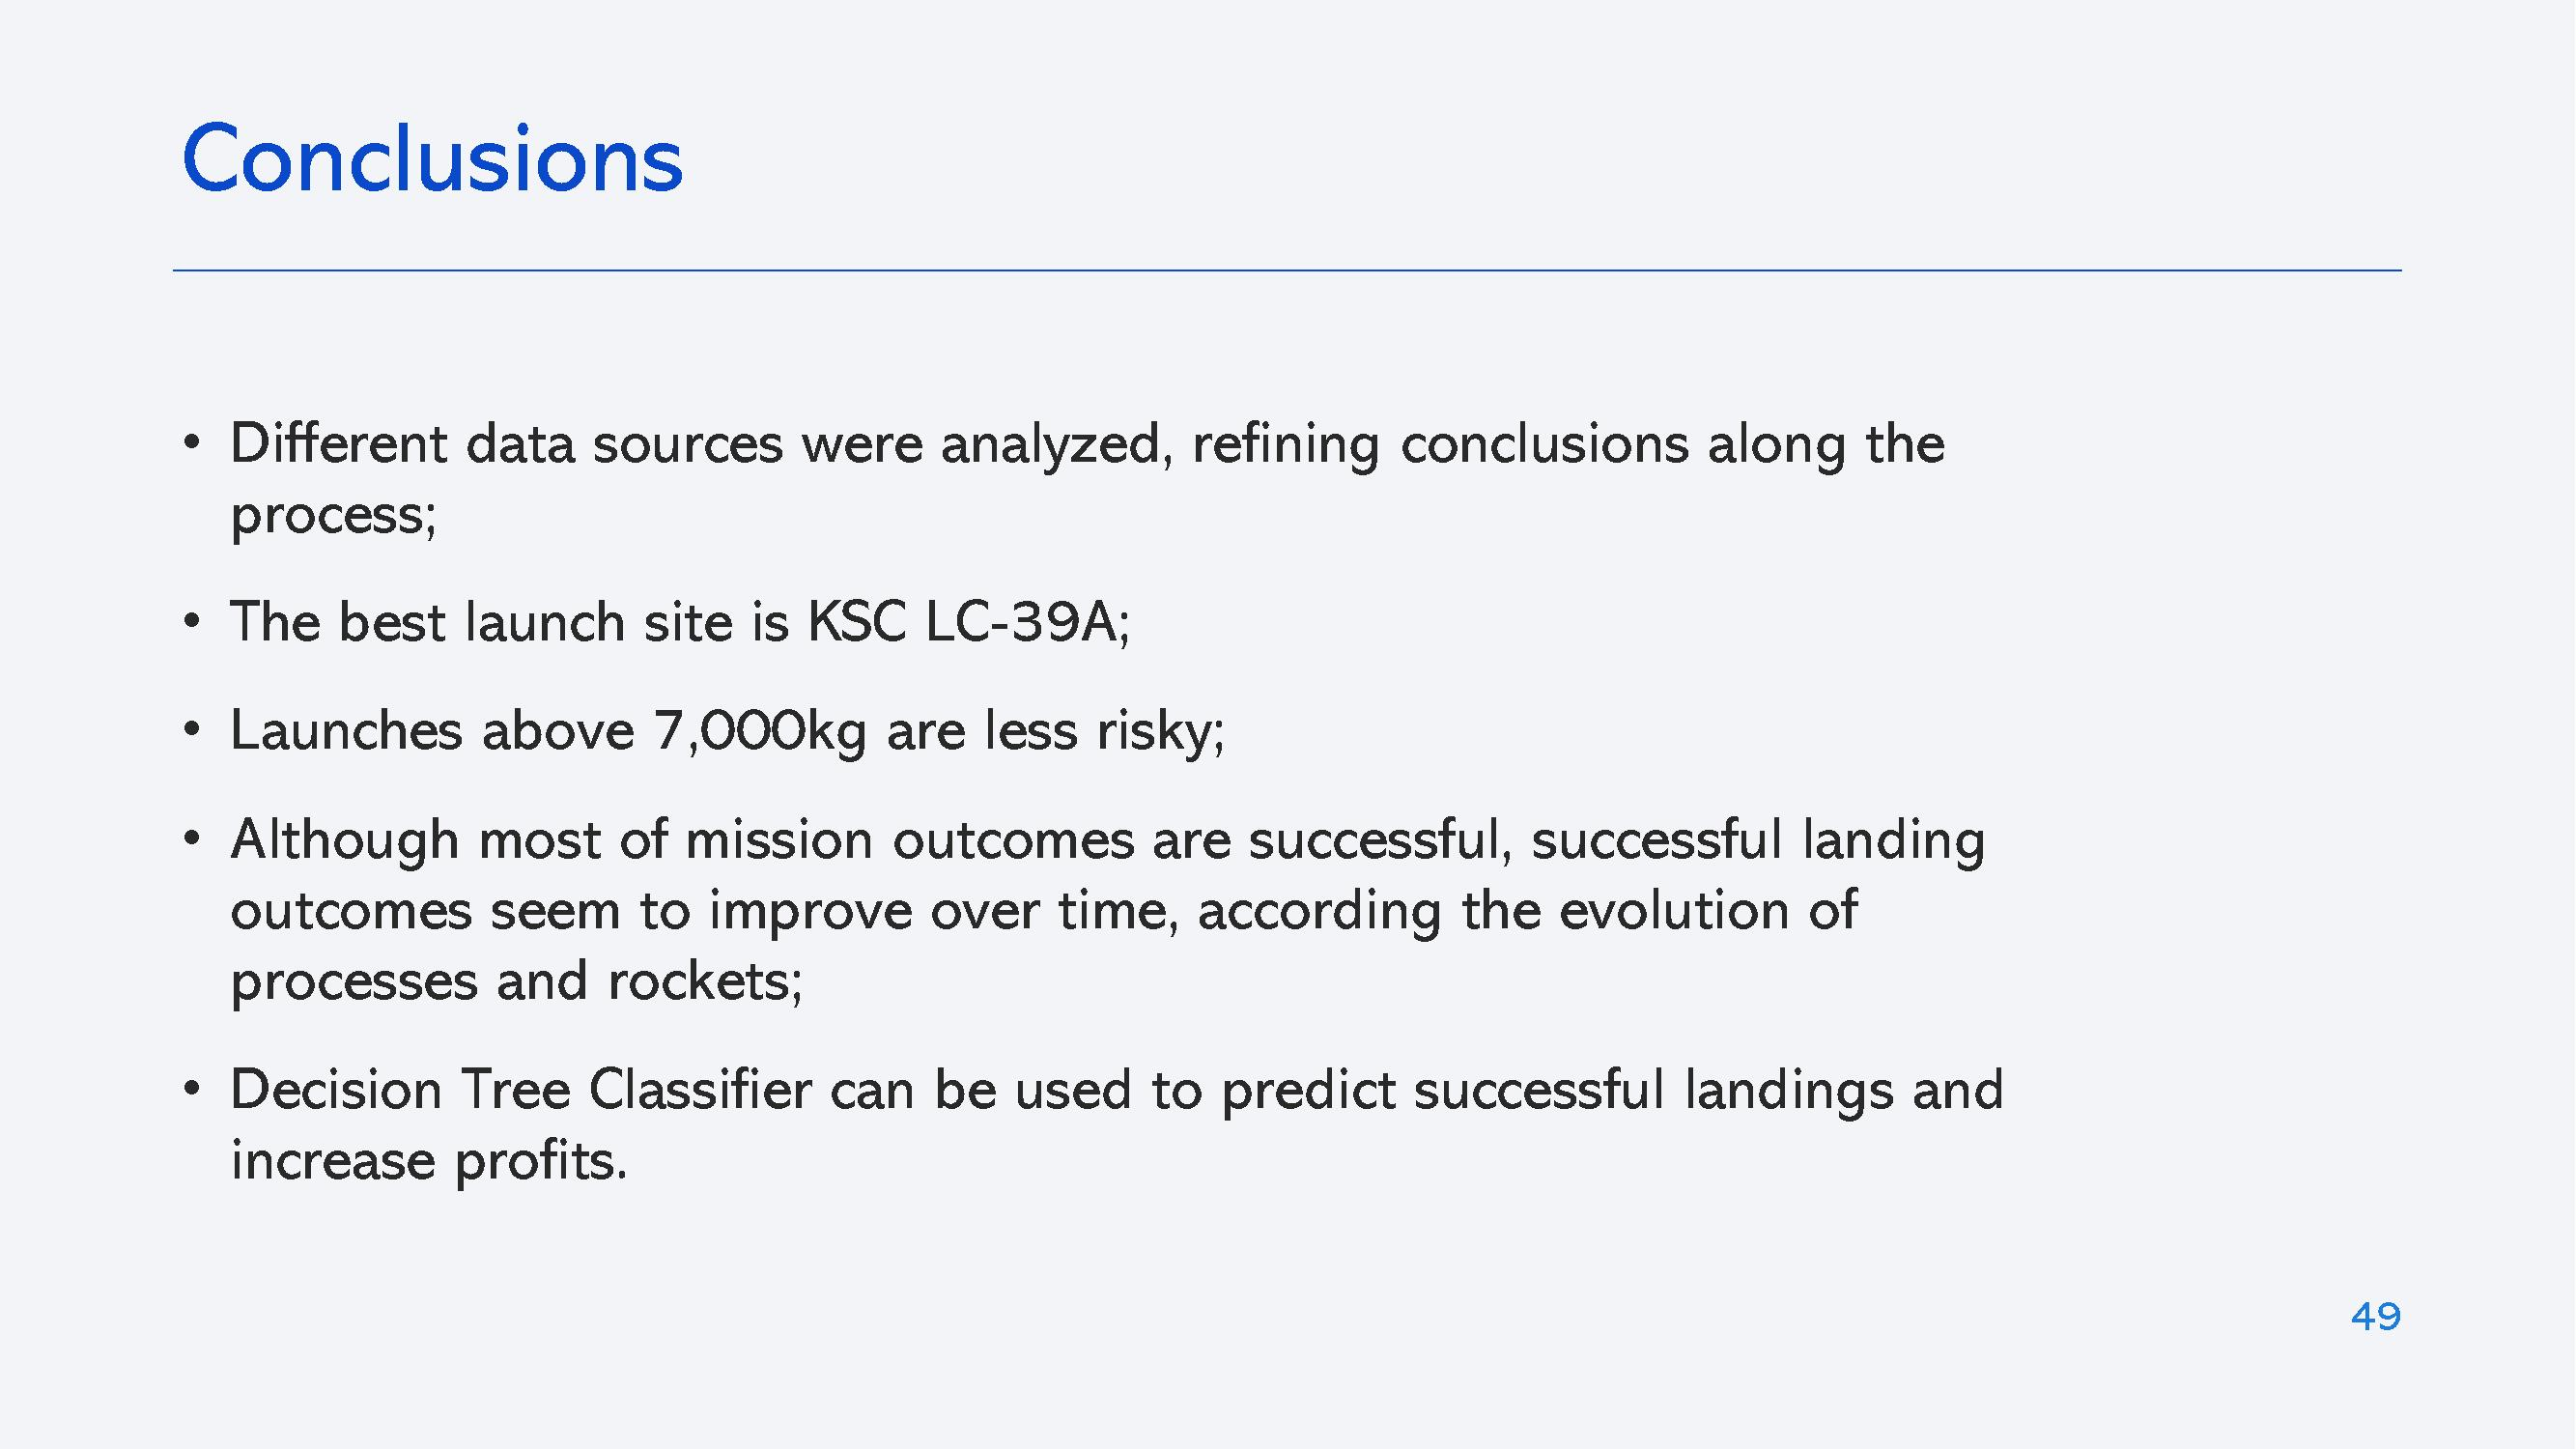 Conclusions
• Different data sources were analyzed, refining conclusions along the
process;
• The best launch site is KSC LC-39A;
• Launches above 7,000kg are less risky;
• Although most of mission outcomes are successful, successful landing
outcomes seem to improve over time, according the evolution of
processes and rockets;
• Decision Tree Classifier can be used to predict successful landings and
increase profits.
49